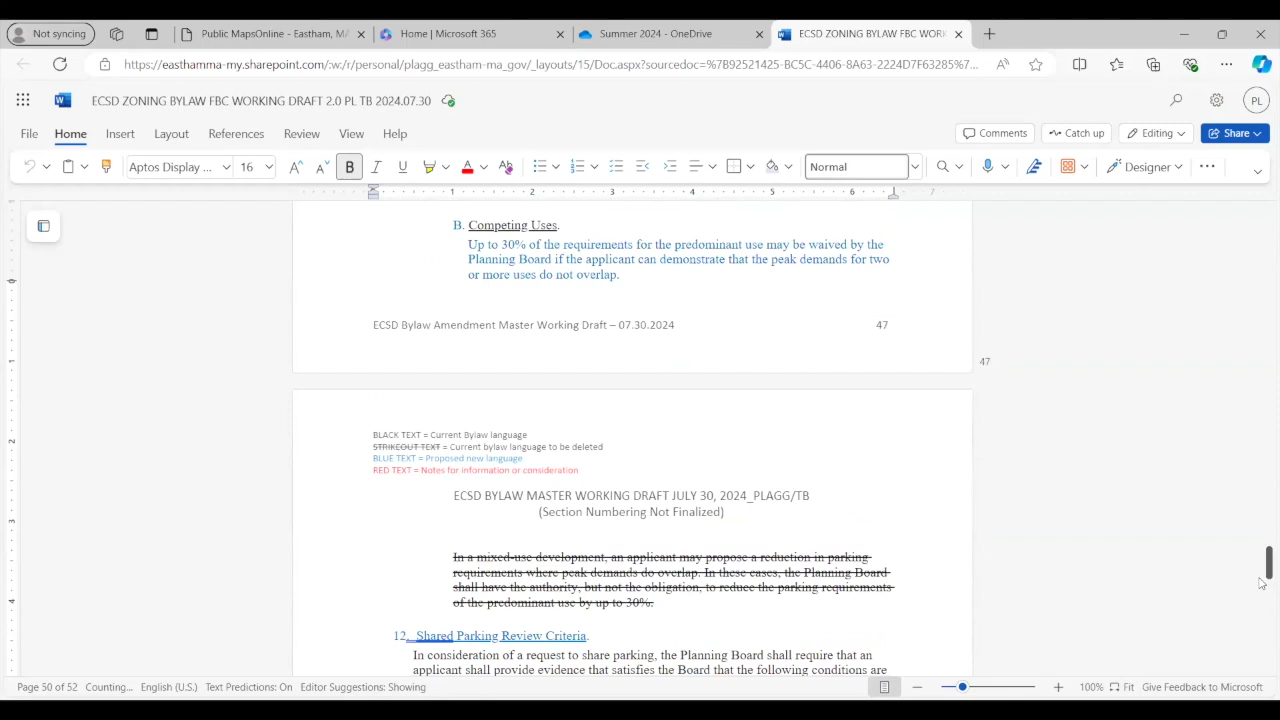 Not syncing
Public MapsOnline - Eastham, MA
Home | Microsoft 365
Summer 2024 - OneDrive
ECSD ZONING BYLAW FBC WORK
https://easthamma-my.sharepoint.com/:w:/r/personal/plagg_eastham-ma_gov/_layouts/15/Doc.aspx?sourcedoc=%7B92521425-BC5C-4406-8A63-2224D7F63285%7...
ECSD ZONING BYLAW FBC WORKING DRAFT 2.0 PL TB 2024.07.30
PL
File Home Insert Layout References Review View Help
Comments Catch up Editing Share
Aptos Display ... 16 Normal Designer
1 2 3 4 5 6 7
B. Competing Uses.
Up to 30% of the requirements for the predominant use may be waived by the
Planning Board if the applicant can demonstrate that the peak demands for two
or more uses do not overlap.
ECSD Bylaw Amendment Master Working Draft – 07.30.2024 47
47
BLACK TEXT = Current Bylaw language
STRIKEOUT TEXT = Current bylaw language to be deleted
BLUE TEXT = Proposed new language
RED TEXT = Notes for information or consideration
ECSD BYLAW MASTER WORKING DRAFT JULY 30, 2024_PLAGG/TB
(Section Numbering Not Finalized)
In a mixed-use development, an applicant may propose a reduction in parking
requirements where peak demands do overlap. In these cases, the Planning Board
shall have the authority, but not the obligation, to reduce the parking requirements
of the predominant use by up to 30%.
12. Shared Parking Review Criteria.
In consideration of a request to share parking, the Planning Board shall require that an
applicant shall provide evidence that satisfies the Board that the following conditions are
Page 50 of 52 Counting... English (U.S.) Text Predictions: On Editor Suggestions: Showing 100% Fit Give Feedback to Microsoft